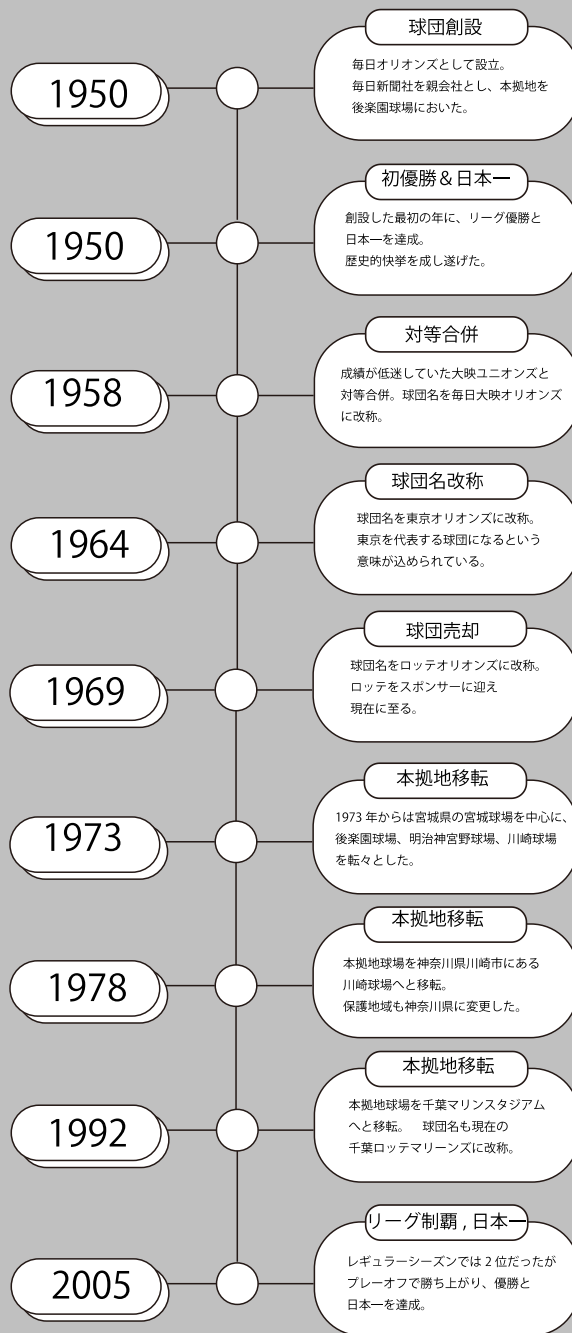 1950
球団創設
毎日オリオンズとして設立。
毎日新聞社を親会社とし、本拠地を
後楽園球場においた。
1950
初優勝&日本一
創設した最初の年に、リーグ優勝と
日本一を達成。
歴史的快挙を成し遂げた。
1958
対等合併
成績が低迷していた大映ユニオンズと
対等合併。球団名を毎日大映オリオンズ
に改称。
1964
球団名改称
球団名を東京オリオンズに改称。
東京を代表する球団になるという
意味が込められている。
1969
球団売却
球団名をロッテオリオンズに改称。
ロッテをスポンサーに迎え
現在に至る。
1973
本拠地移転
1973 年からは宮城県の宮城球場を中心に、
後楽園球場、明治神宮野球場、川崎球場
を転々とした。
1978
本拠地移転
本拠地球場を神奈川県川崎市にある
川崎球場へと移転。
保護地域も神奈川県に変更した。
1992
本拠地移転
本拠地球場を千葉マリンスタジアム
へと移転。 球団名も現在の
千葉ロッテマリーンズに改称。
2005
リーグ制覇 , 日本一
レギュラーシーズンでは 2 位だったが
プレーオフで勝ち上がり、優勝と
日本一を達成。